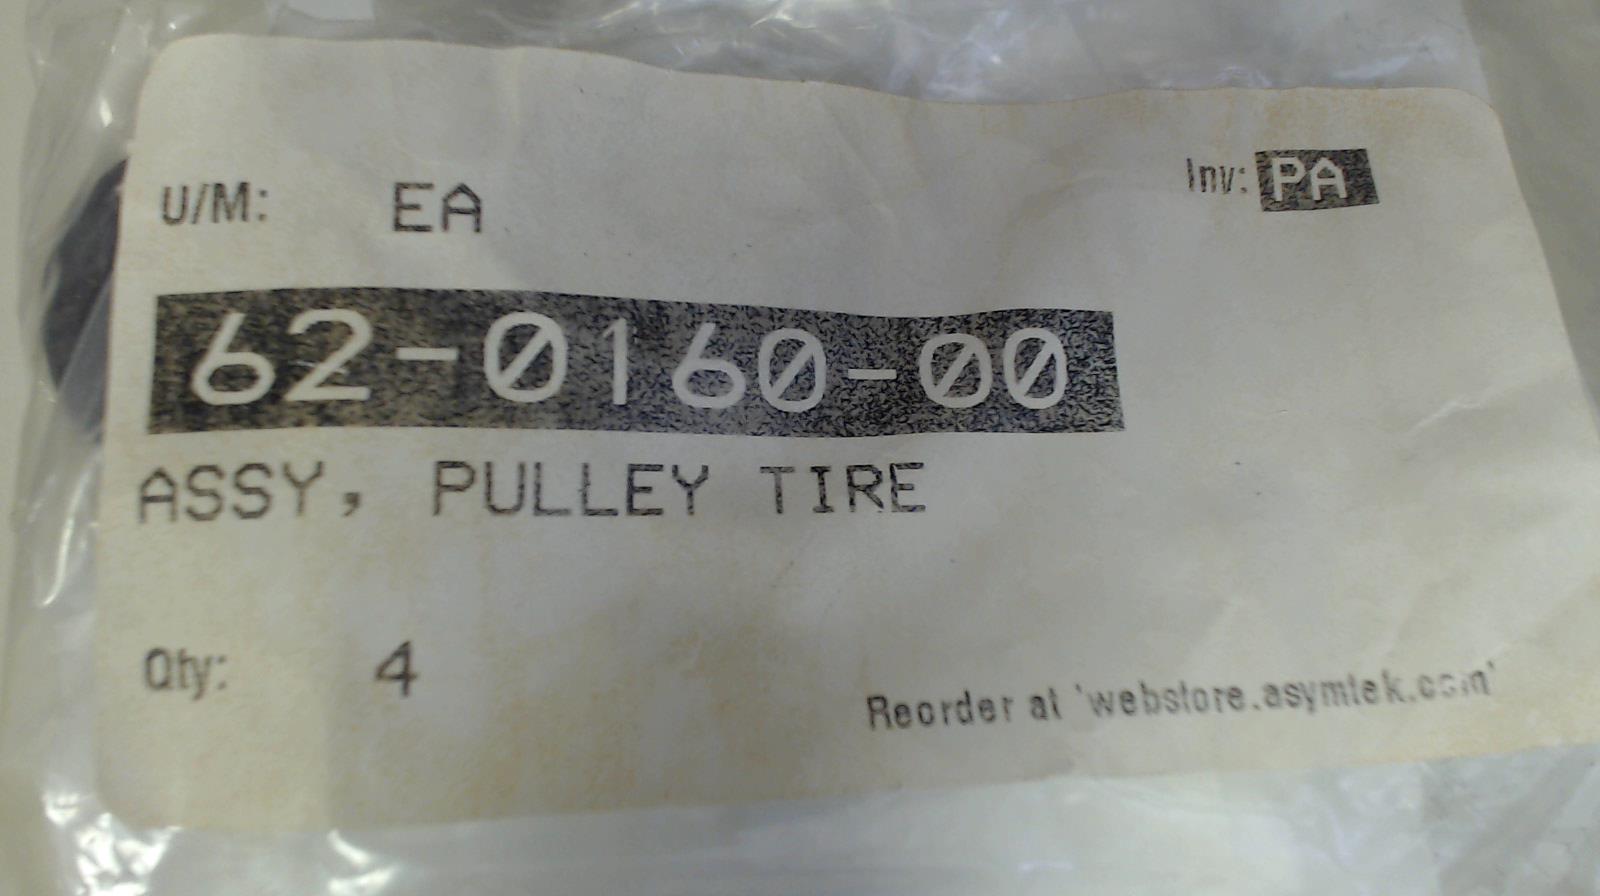 U/M: EA Inv: PA
62-0160-00
ASSY, PULLEY TIRE
Qty: 4
Reorder at 'webstore.asymtek.com'